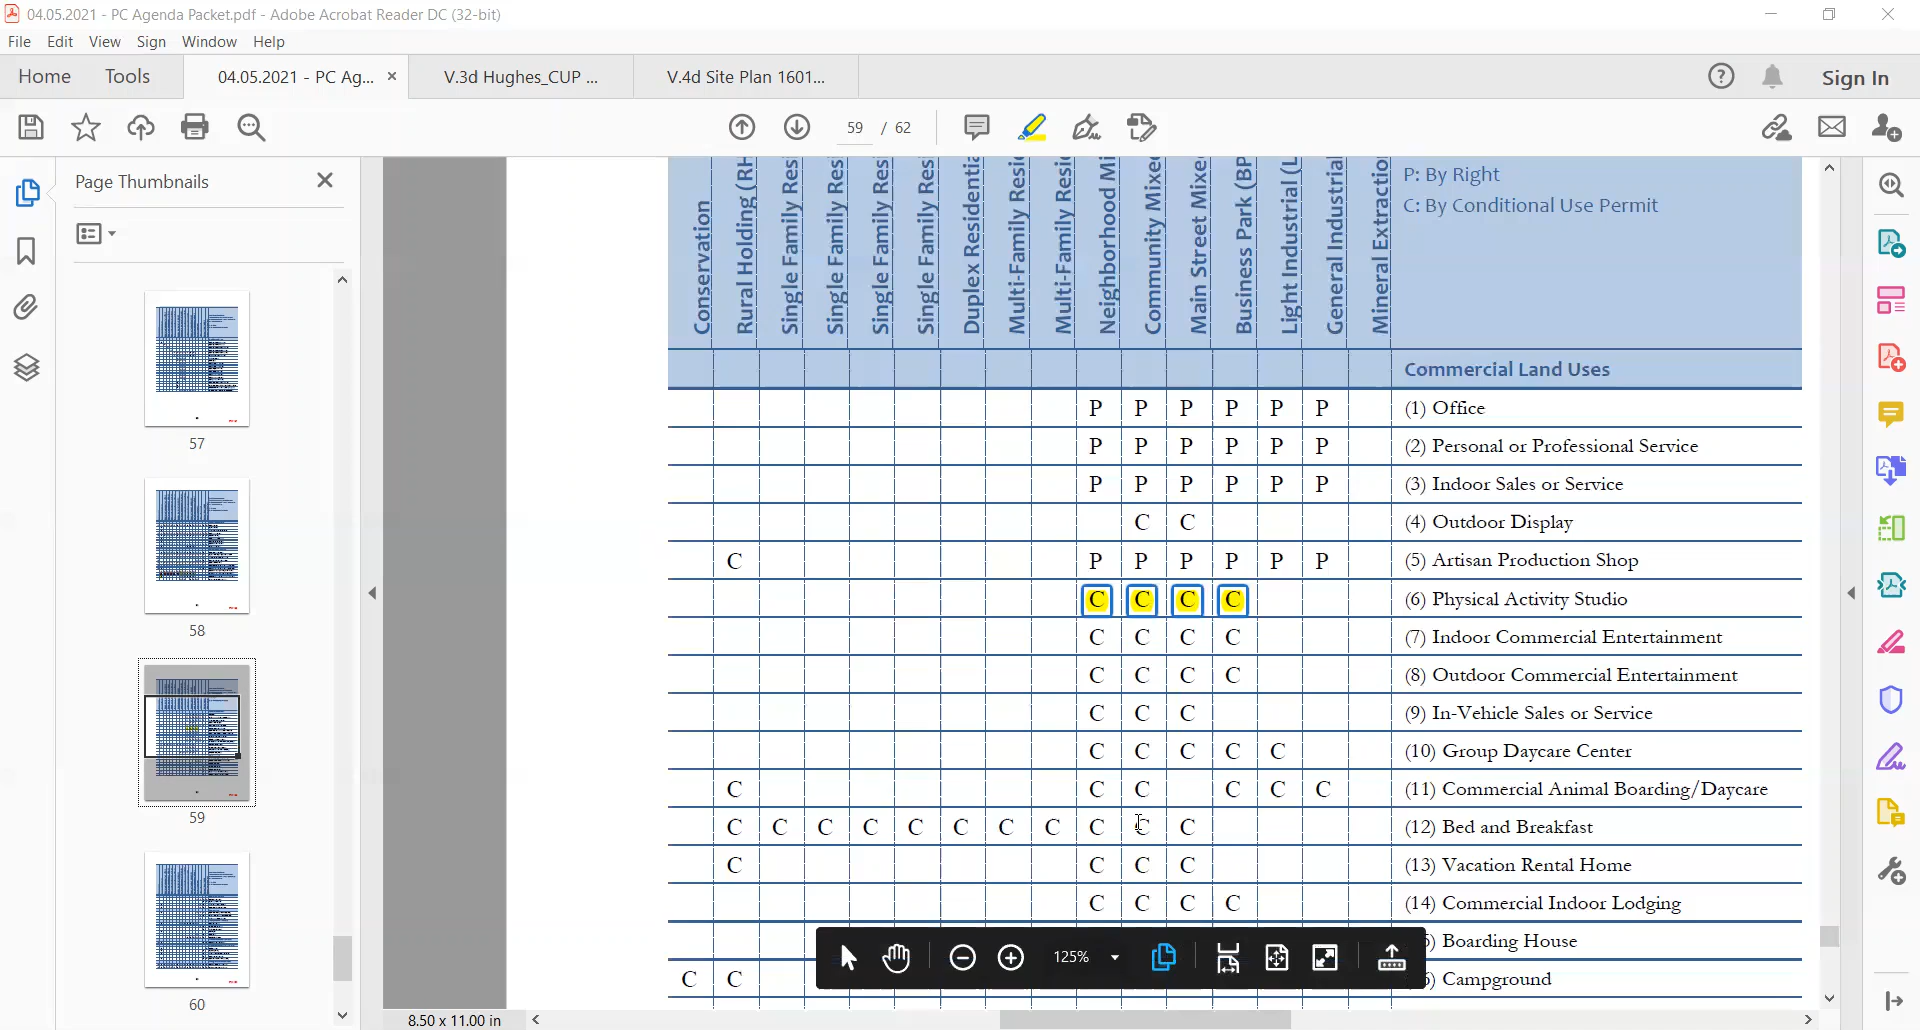 04.05.2021 - PC Agenda Packet.pdf - Adobe Acrobat Reader DC (32-bit)
File Edit View Sign Window Help
Home Tools 04.05.2021 - PC Ag... × V.3d Hughes_CUP ... V.4d Site Plan 1601... Sign In
59 / 62
Page Thumbnails
57
58
59
60
Conservation
Rural Holding (RH
Single Family Res
Single Family Res
Single Family Res
Single Family Res
Duplex Residentia
Multi-Family Resi
Multi-Family Resi
Neighborhood Mi
Community Mixe
Main Street Mixe
Business Park (BP
Light Industrial (L
General Industrial
Mineral Extractio
P: By Right
C: By Conditional Use Permit
Commercial Land Uses
P P P P P P (1) Office
P P P P P P (2) Personal or Professional Service
P P P P P P (3) Indoor Sales or Service
C C (4) Outdoor Display
C P P P P P P (5) Artisan Production Shop
C C C C (6) Physical Activity Studio
C C C C (7) Indoor Commercial Entertainment
C C C C (8) Outdoor Commercial Entertainment
C C C (9) In-Vehicle Sales or Service
C C C C C (10) Group Daycare Center
C C C C C C (11) Commercial Animal Boarding/Daycare
C C C C C C C C C C C (12) Bed and Breakfast
C C C C (13) Vacation Rental Home
C C C C (14) Commercial Indoor Lodging
5) Boarding House
C C 6) Campground
125%
8.50 x 11.00 in